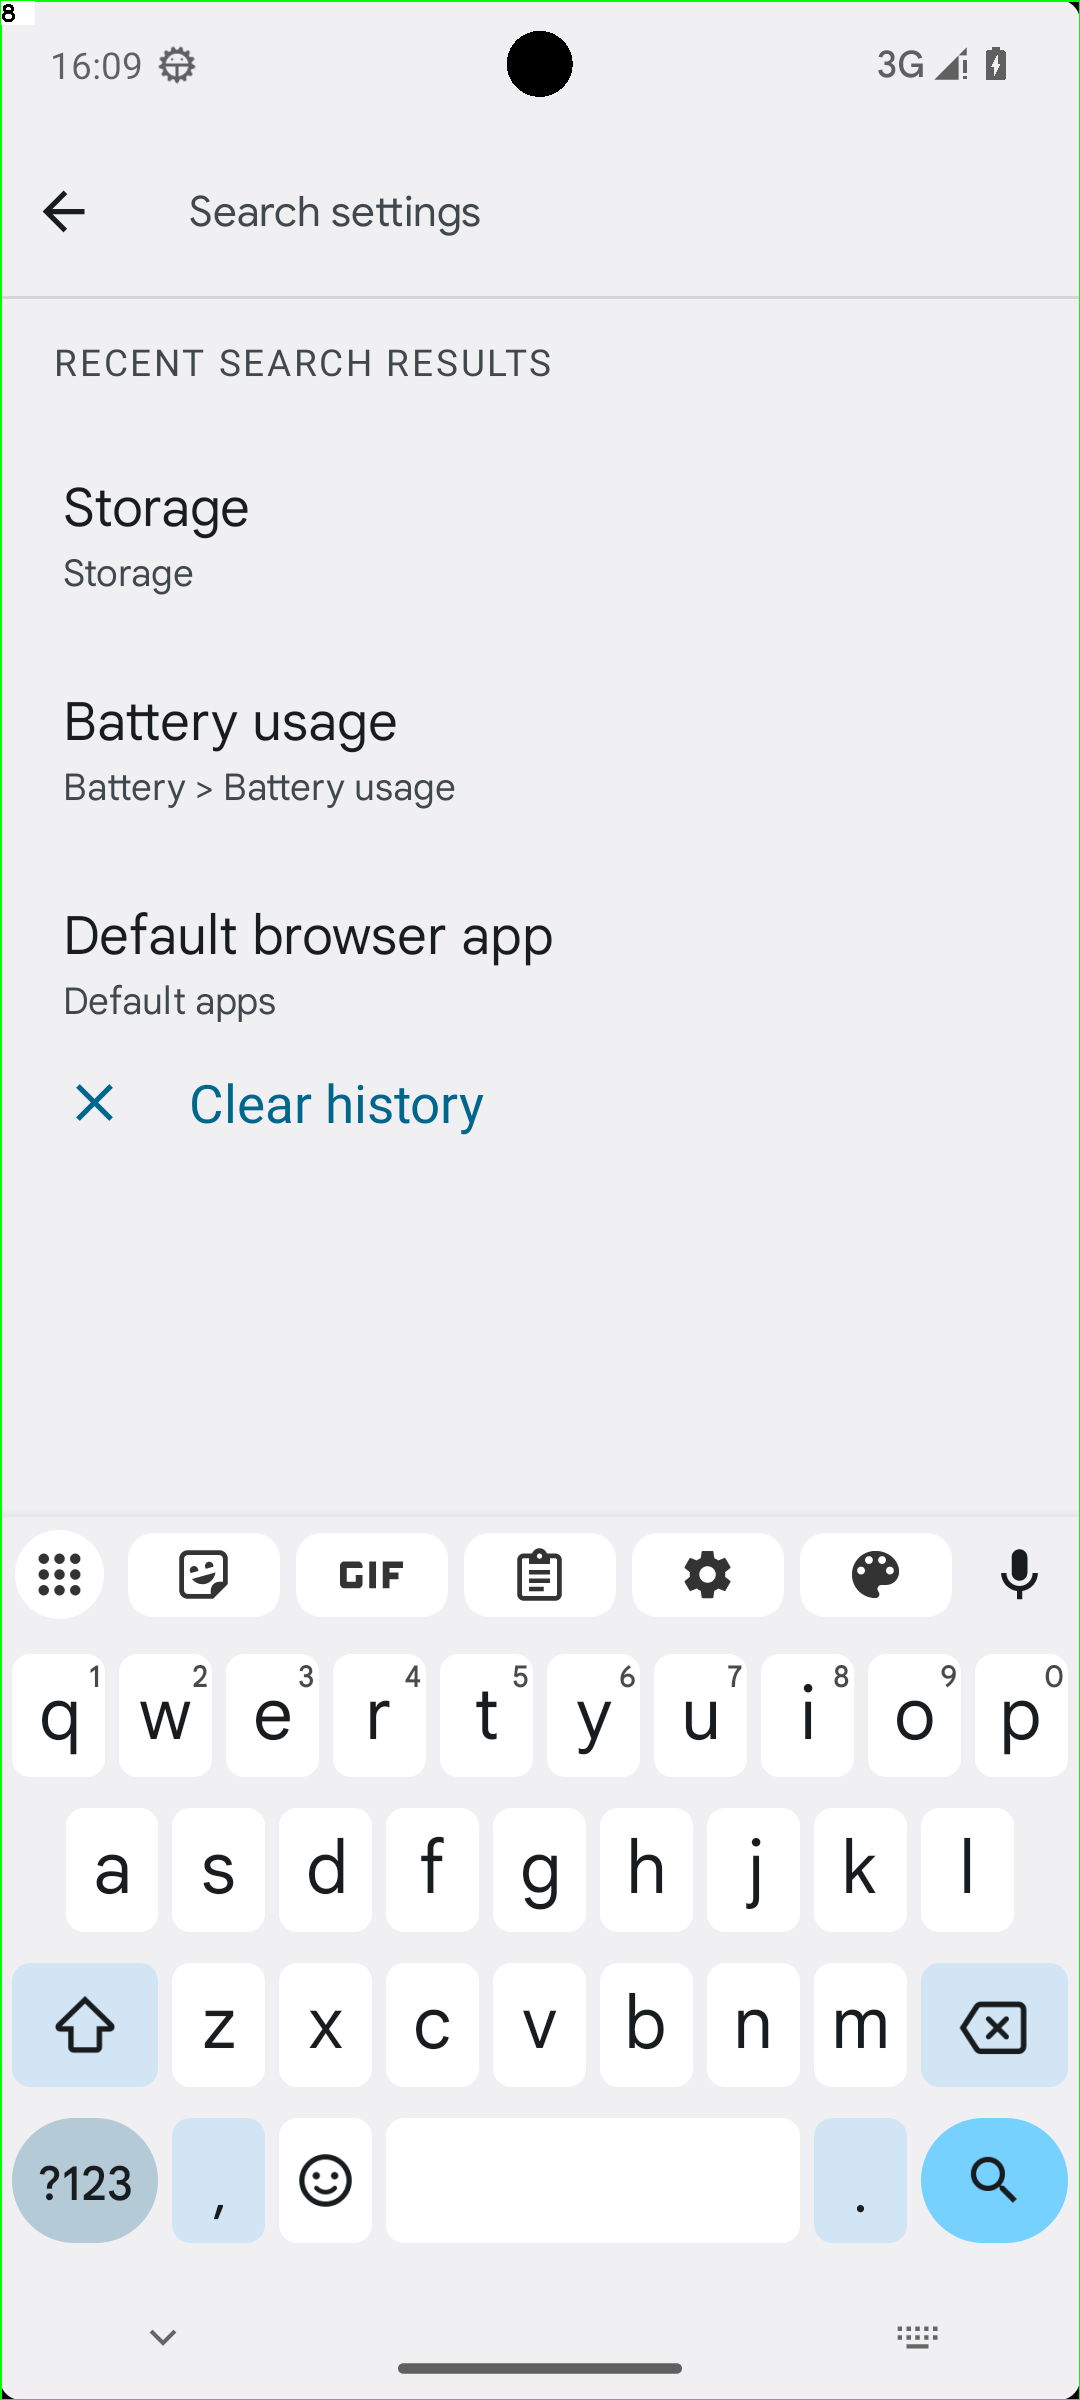 8
16:09
3G
Search settings
RECENT SEARCH RESULTS
Storage
Storage
Battery usage
Battery > Battery usage
Default browser app
Default apps
Clear history
GIF
q 1 w 2 e 3 r 4 t 5 y 6 u 7 i 8 o 9 p 0
a s d f g h j k l
z x c v b n m
?123 , .